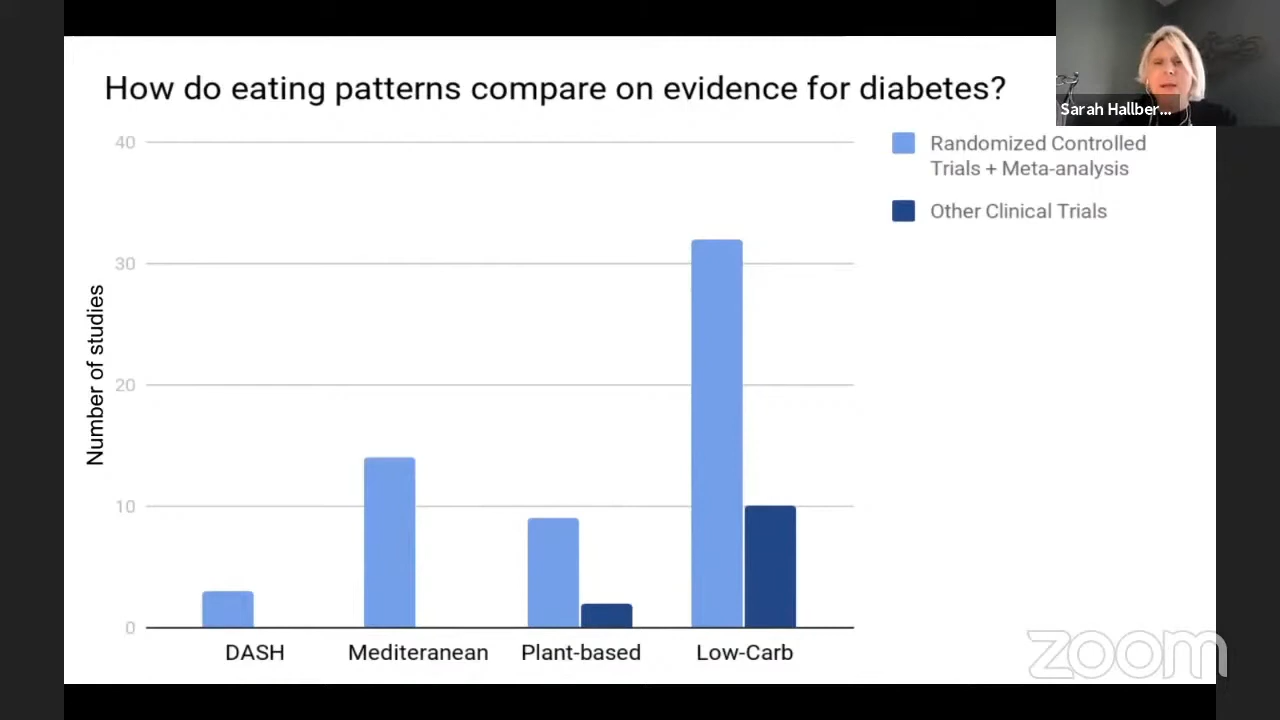 How do eating patterns compare on evidence for diabetes?
Sarah Hallber...
40
30
20
10
0
Number of studies
Randomized Controlled
Trials + Meta-analysis
Other Clinical Trials
DASH
Mediteranean
Plant-based
Low-Carb
zoom